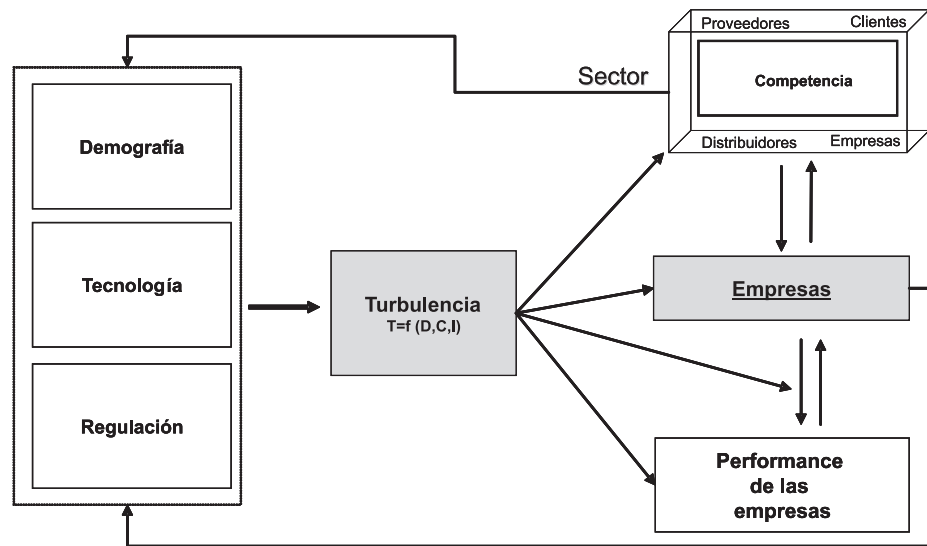 Proveedores Clientes
Sector
Competencia
Distribuidores Empresas
Demografía
Tecnología
Regulación
Turbulencia
T=f (D,C,I)
Empresas
Performance
de las
empresas